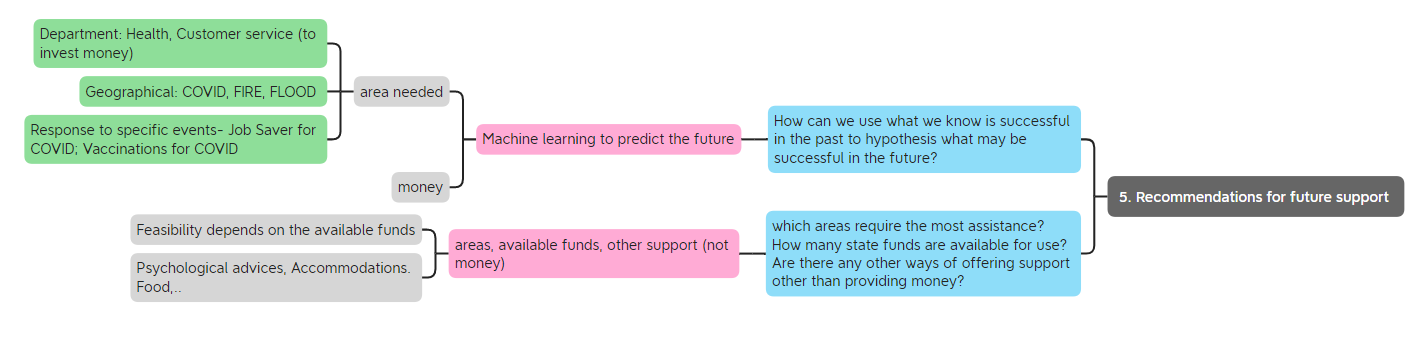 Department: Health, Customer service (to
invest money)
Geographical: COVID, FIRE, FLOOD
area needed
Response to specific events- Job Saver for
COVID; Vaccinations for COVID
Machine learning to predict the future
How can we use what we know is successful
in the past to hypothesis what may be
successful in the future?
money
5. Recommendations for future support
Feasibility depends on the available funds
Psychological advices, Accommodations.
Food,..
areas, available funds, other support (not
money)
which areas require the most assistance?
How many state funds are available for use?
Are there any other ways of offering support
other than providing money?